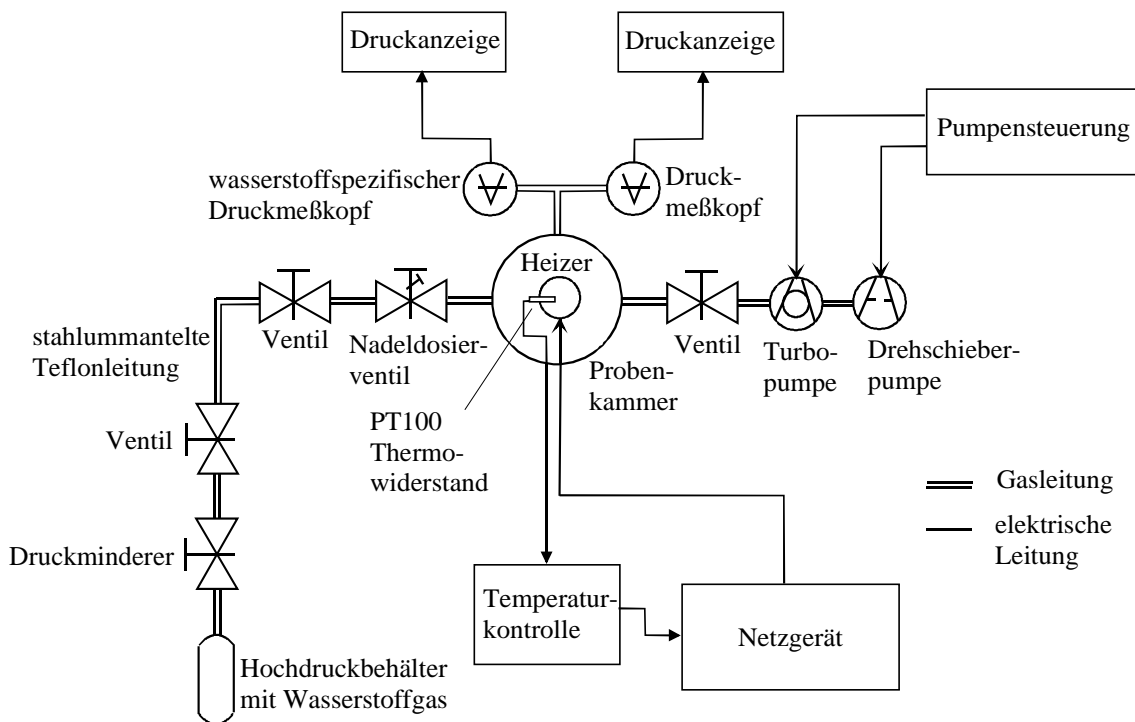 Druckanzeige
Druckanzeige
Pumpensteuerung
wasserstoffspezifischer
Druckmeßkopf
Druck-
meßkopf
Heizer
stahlummantelte
Teflonleitung
Ventil
Nadeldosier-
ventil
Proben-
kammer
Ventil
Turbo-
pumpe
Drehschieber-
pumpe
PT100
Thermo-
widerstand
Ventil
Druckminderer
Gasleitung
elektrische
Leitung
Temperatur-
kontrolle
Netzgerät
Hochdruckbehälter
mit Wasserstoffgas